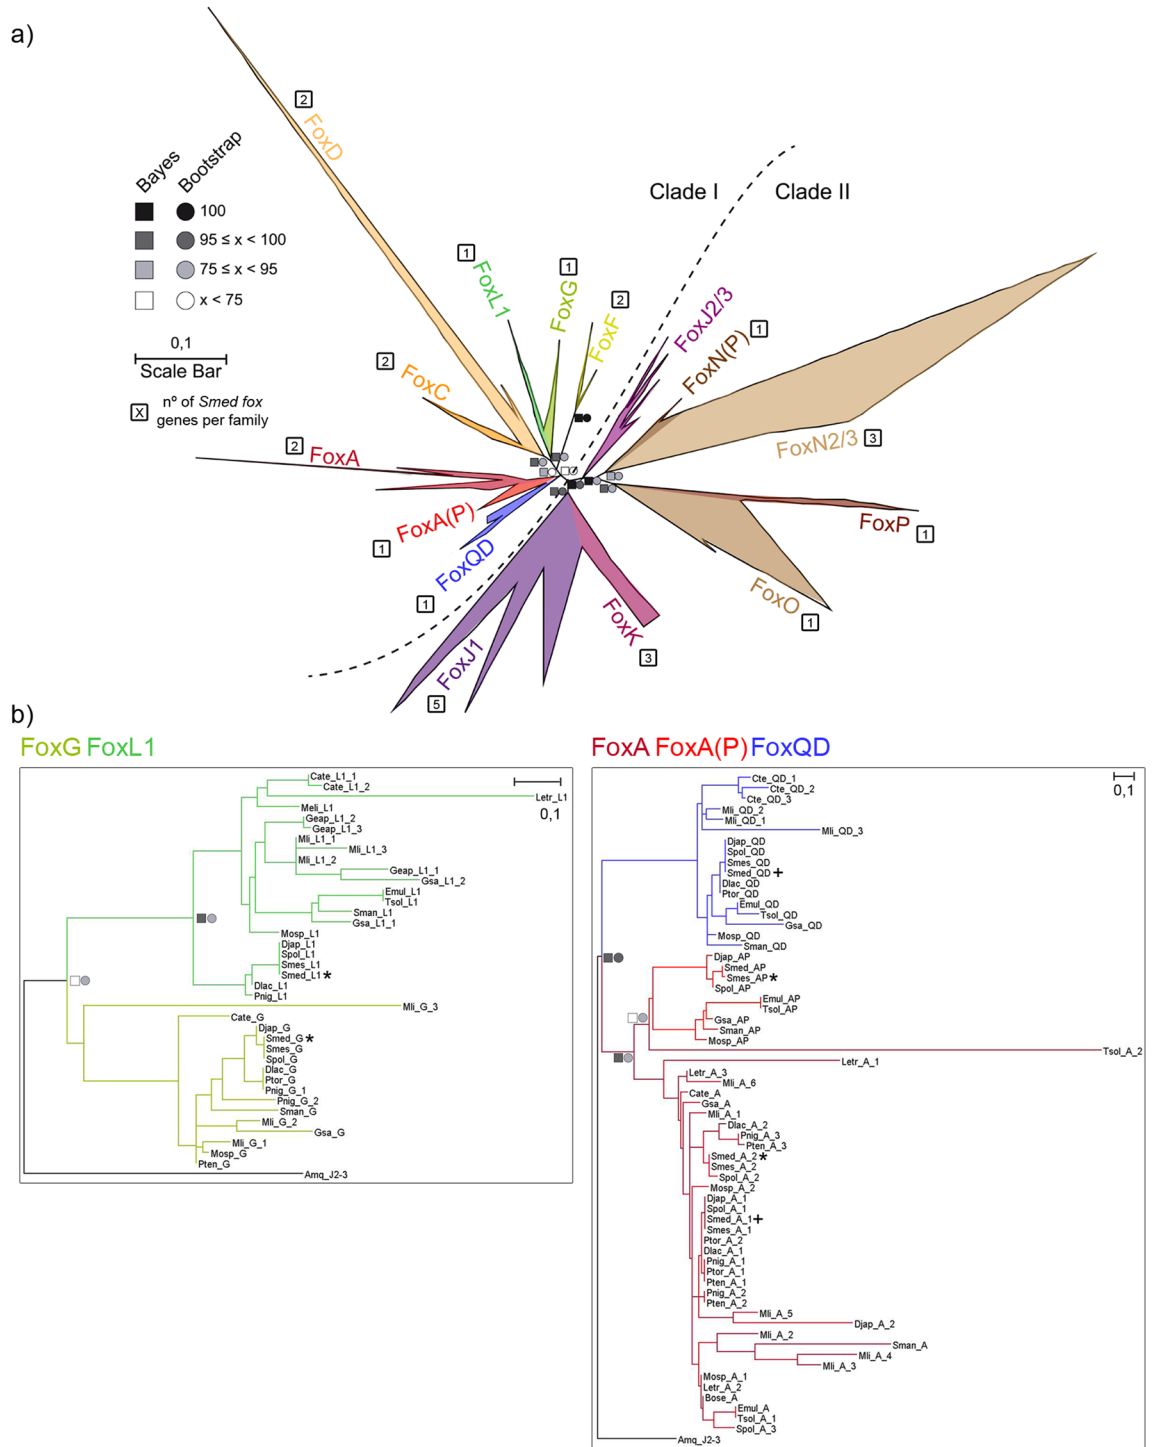 a)
Bayes
Bootstrap
100
95 ≤ x < 100
75 ≤ x < 95
x < 75
0,1
Scale Bar
X
nº of Smed fox
genes per family
Clade I
Clade II
2
FoxD
1
FoxL1
1
FoxG
2
FoxF
FoxJ2/3
FoxN(P)
1
FoxN2/3
3
2
FoxC
2
FoxA
FoxA(P)
1
FoxQD
1
FoxJ1
5
FoxK
3
FoxO
1
FoxP
1
b)
FoxG FoxL1
Cate_L1_1
Cate_L1_2
Letr_L1
0,1
Meli_L1
Geap_L1_2
Geap_L1_3
Mli_L1_1
Mli_L1_3
Mli_L1_2
Geap_L1_1
Gsa_L1_2
Emul_L1
Tsol_L1
Sman_L1
Gsa_L1_1
Mosp_L1
Djap_L1
Spol_L1
Smes_L1
Smed_L1*
Dlac_L1
Pnig_L1
Mli_G_3
Cate_G
Djap_G
Smed_G*
Smes_G
Spol_G
Dlac_G
Ptor_G
Pnig_G_1
Pnig_G_2
Sman_G
Mli_G_2
Gsa_G
Mli_G_1
Mosp_G
Pten_G
Amq_J2-3
FoxA FoxA(P) FoxQD
Cte_QD_1
Cte_QD_2
Cte_QD_3
0,1
Mli_QD_2
Mli_QD_1
Mli_QD_3
Djap_QD
Spol_QD
Smes_QD
Smed_QD+
Dlac_QD
Ptor_QD
Emul_QD
Tsol_QD
Gsa_QD
Mosp_QD
Sman_QD
Djap_AP
Smed_AP
Smes_AP*
Spol_AP
Emul_AP
Tsol_AP
Gsa_AP
Sman_AP
Mosp_AP
Tsol_A_2
Letr_A_1
Letr_A_3
Mli_A_6
Cate_A
Gsa_A
Mli_A_1
Dlac_A_2
Pnig_A_3
Pten_A_3
Smed_A_2*
Smes_A_2
Spol_A_2
Mosp_A_2
Djap_A_1
Spol_A_1
Smed_A_1+
Smes_A_1
Ptor_A_2
Dlac_A_1
Pnig_A_1
Ptor_A_1
Pten_A_1
Pnig_A_2
Pten_A_2
Mli_A_5
Djap_A_2
Mli_A_2
Sman_A
Mli_A_4
Mli_A_3
Mosp_A_1
Letr_A_2
Bose_A
Emul_A
Tsol_A_1
Spol_A_3
Amq_J2-3